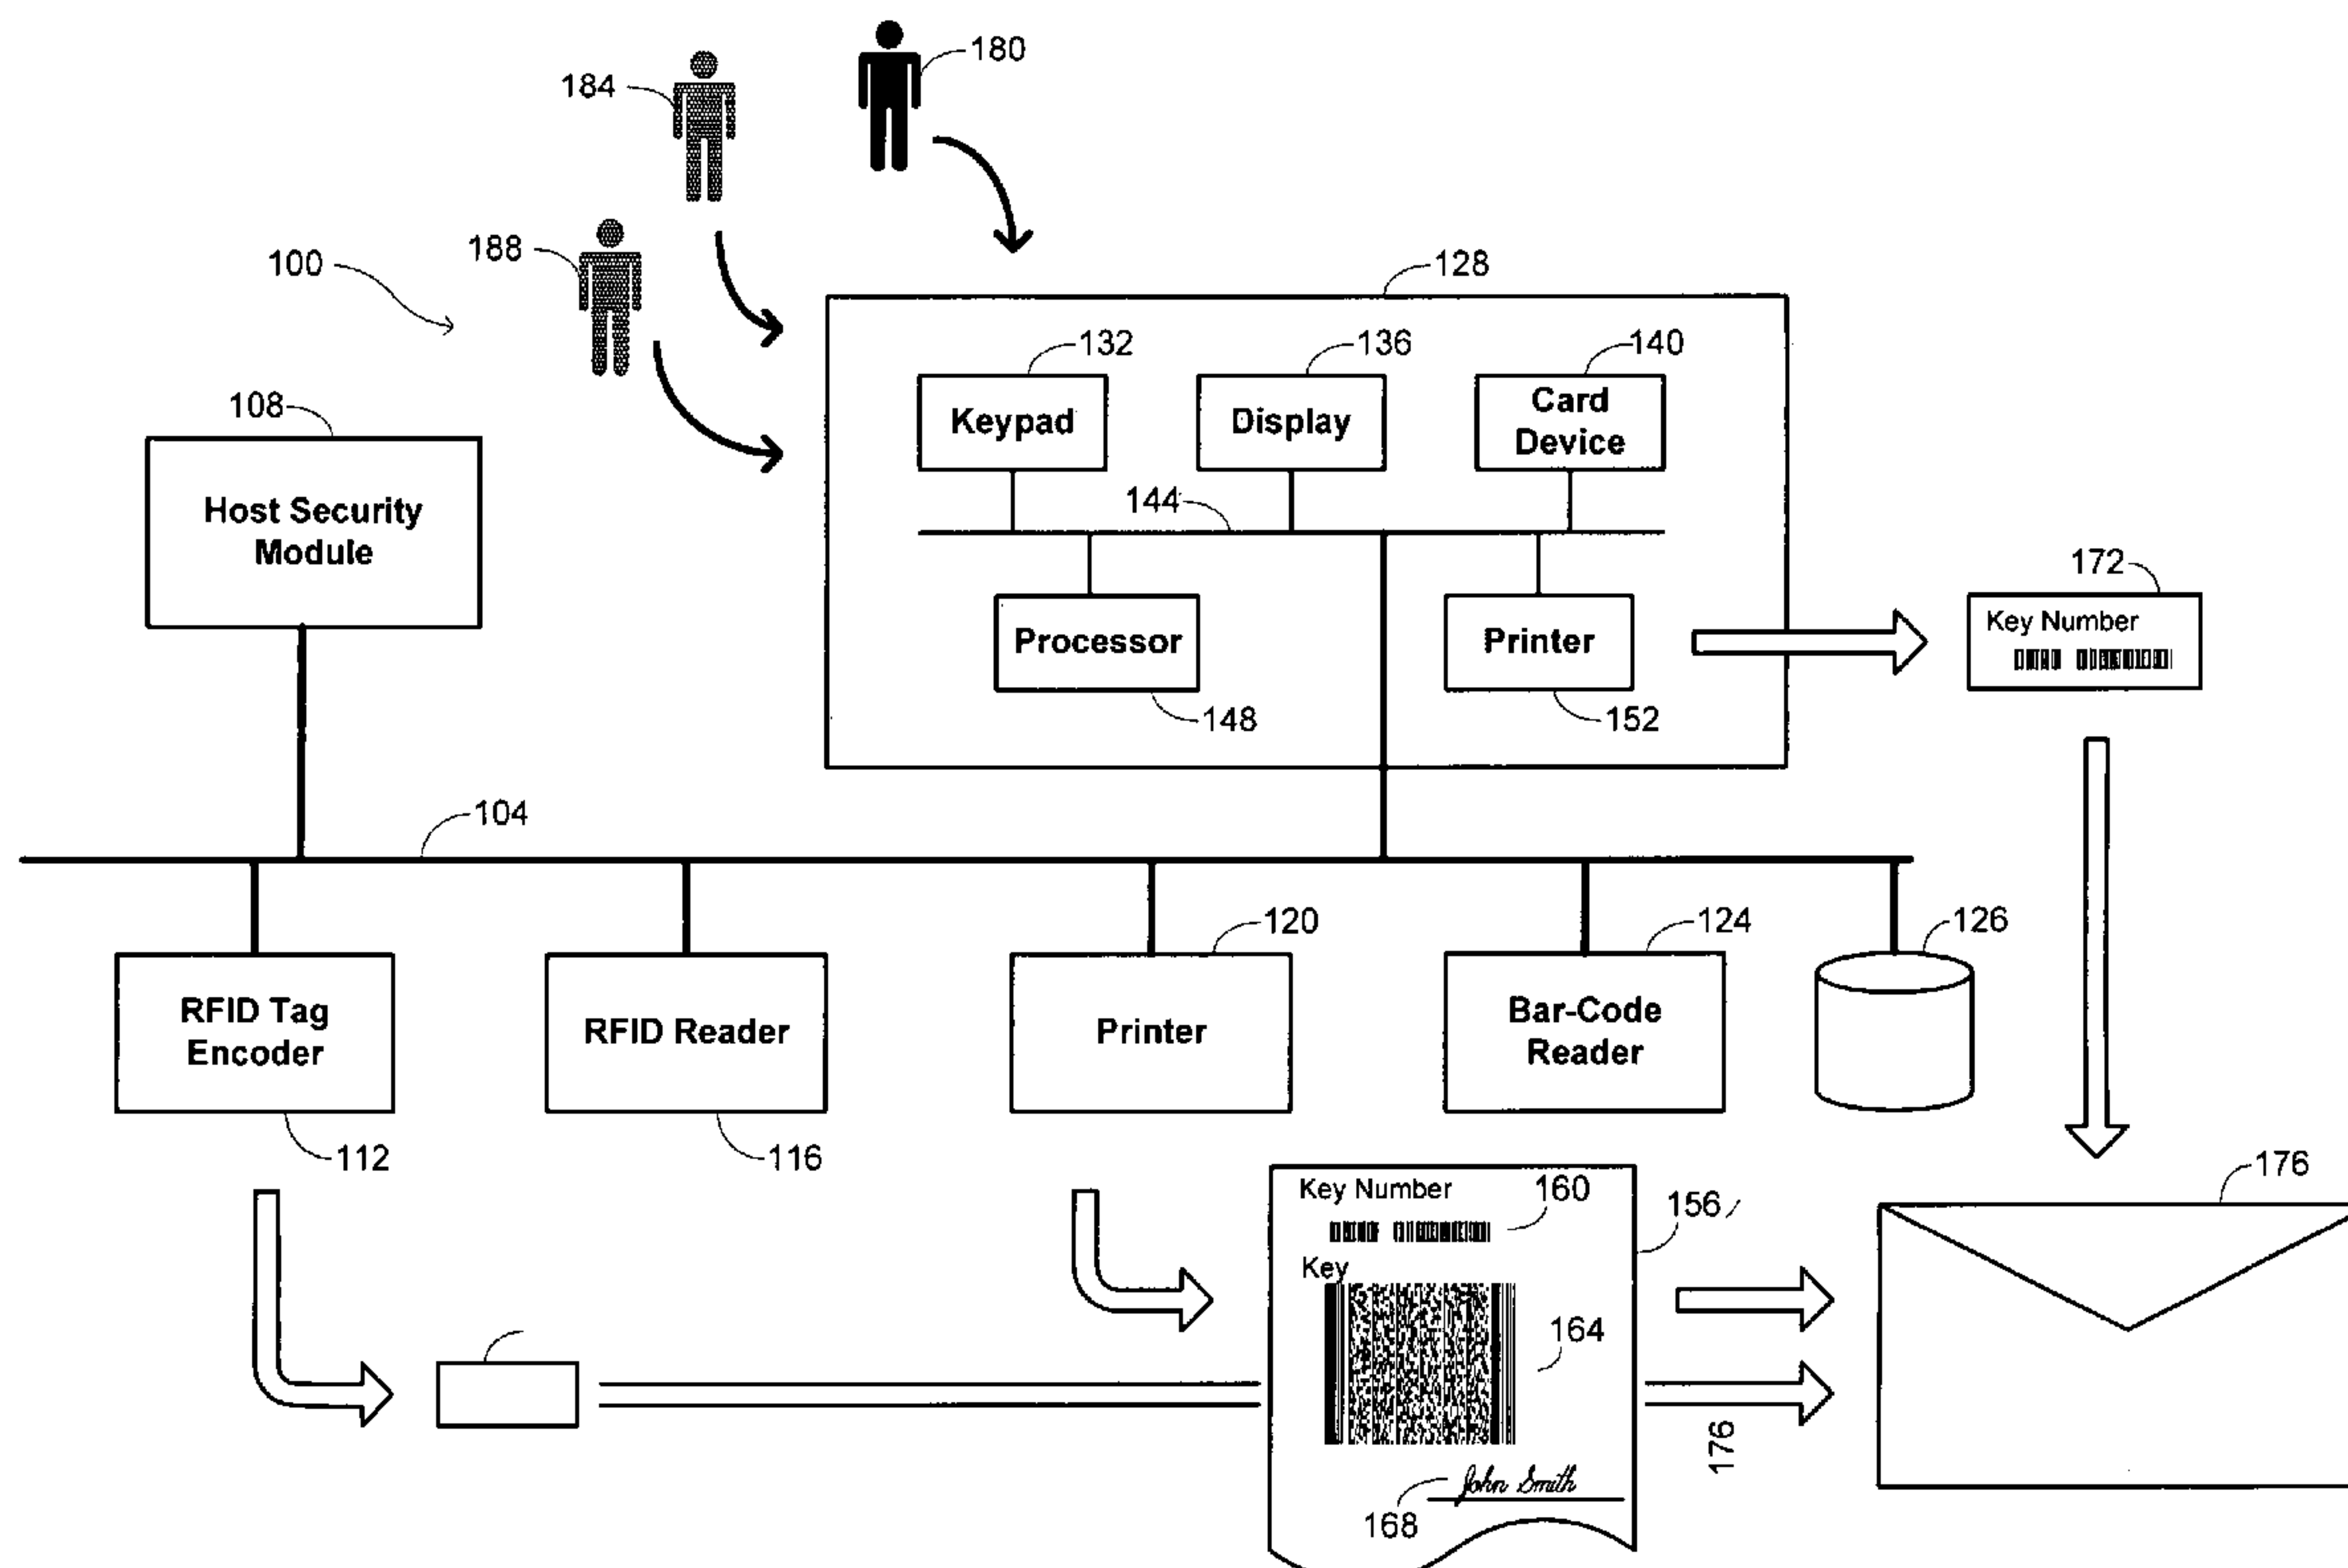 180
184
188
100
128
132
136
140
Keypad
Display
Card
Device
108
Host Security
Module
144
172
Key Number
Processor
Printer
148
152
104
120
124
126
RFID Tag
Encoder
RFID Reader
Printer
Bar-Code
Reader
112
116
176
Key Number
160
156
Key
164
176
John Smith
168